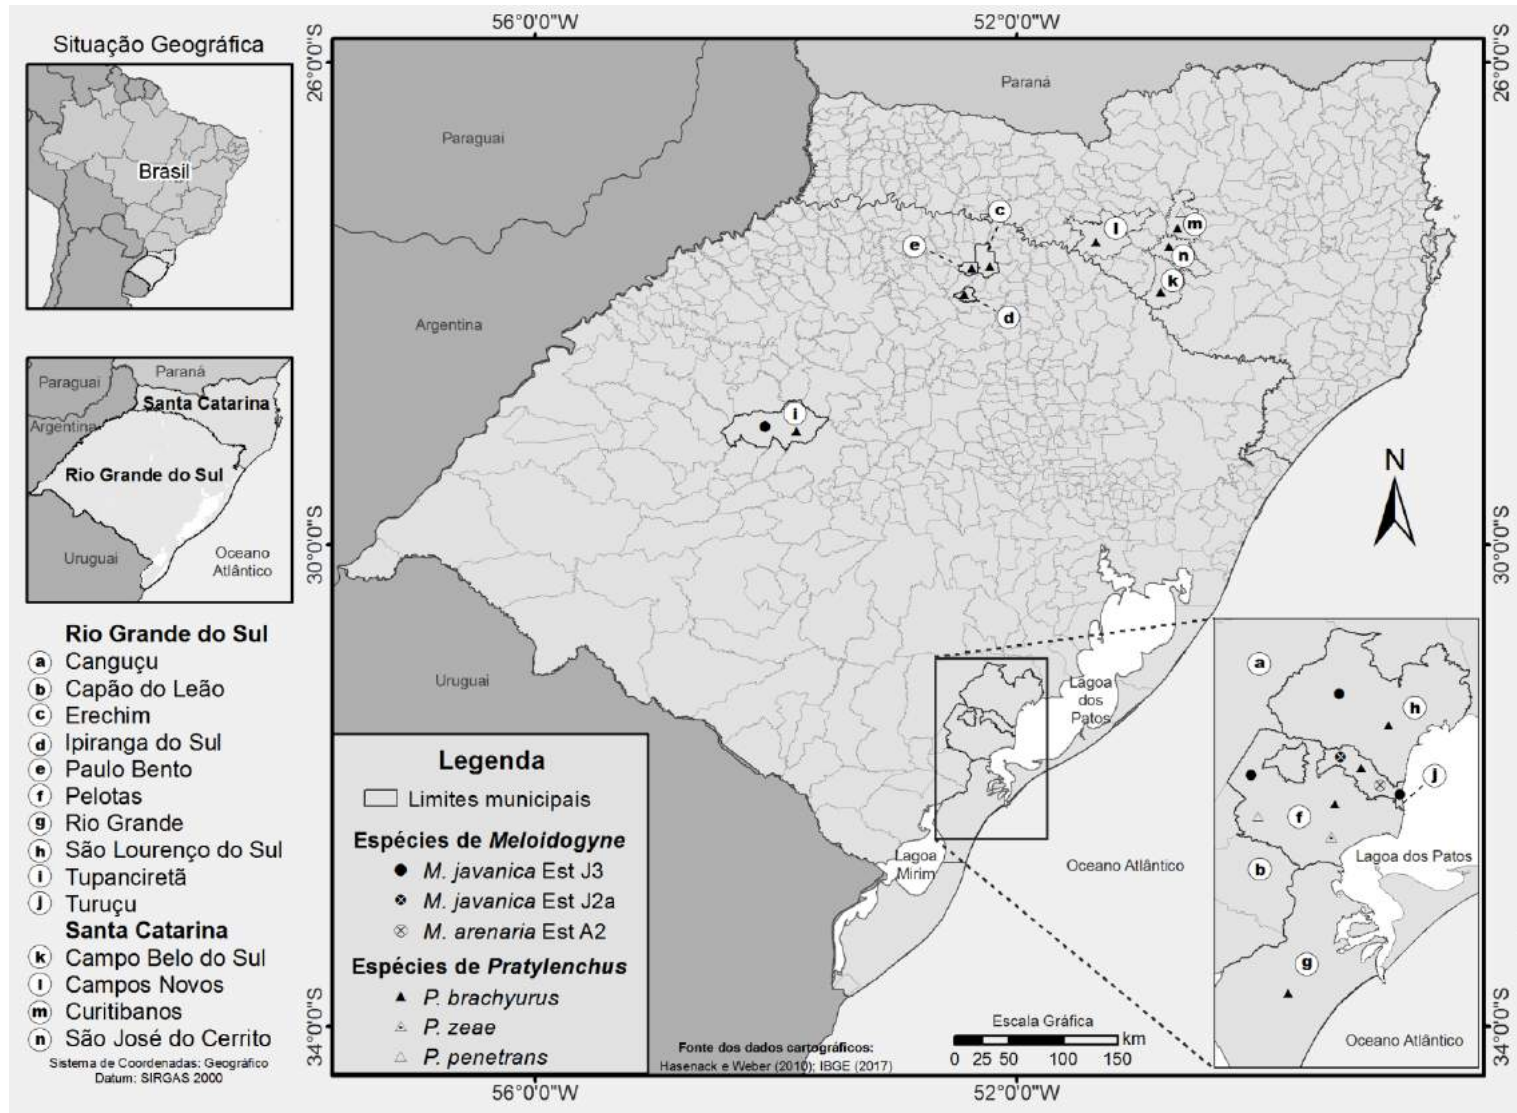 56°0'0"W
52°0'0"W
Situação Geográfica
Brasil
26°0'0"S
26°0'0"S
Paraná
Paraguai
Argentina
Uruguai
c
e
d
l
m
n
k
i
Paraguai
Paraná
Santa Catarina
Argentina
Rio Grande do Sul
Uruguai
Oceano
Atlântico
N
30°0'0"S
30°0'0"S
Rio Grande do Sul
a Canguçu
b Capão do Leão
c Erechim
d Ipiranga do Sul
e Paulo Bento
f Pelotas
g Rio Grande
h São Lourenço do Sul
i Tupanciretã
j Turuçu
Santa Catarina
k Campo Belo do Sul
l Campos Novos
m Curitibanos
n São José do Cerrito
Sistema de Coordenadas: Geográfico
Datum: SIRGAS 2000
Legenda
Limites municipais
Espécies de Meloidogyne
M. javanica Est J3
M. javanica Est J2a
M. arenaria Est A2
Espécies de Pratylenchus
P. brachyurus
P. zeae
P. penetrans
Lagoa
dos
Patos
Lagoa
Mirim
Oceano Atlântico
a
h
j
f
Lagoa dos Patos
b
g
Oceano Atlântico
Escala Gráfica
km
0 25 50 100 150
Fonte dos dados cartográficos:
Hasenack e Weber (2010); IBGE (2017)
34°0'0"S
34°0'0"S
56°0'0"W
52°0'0"W